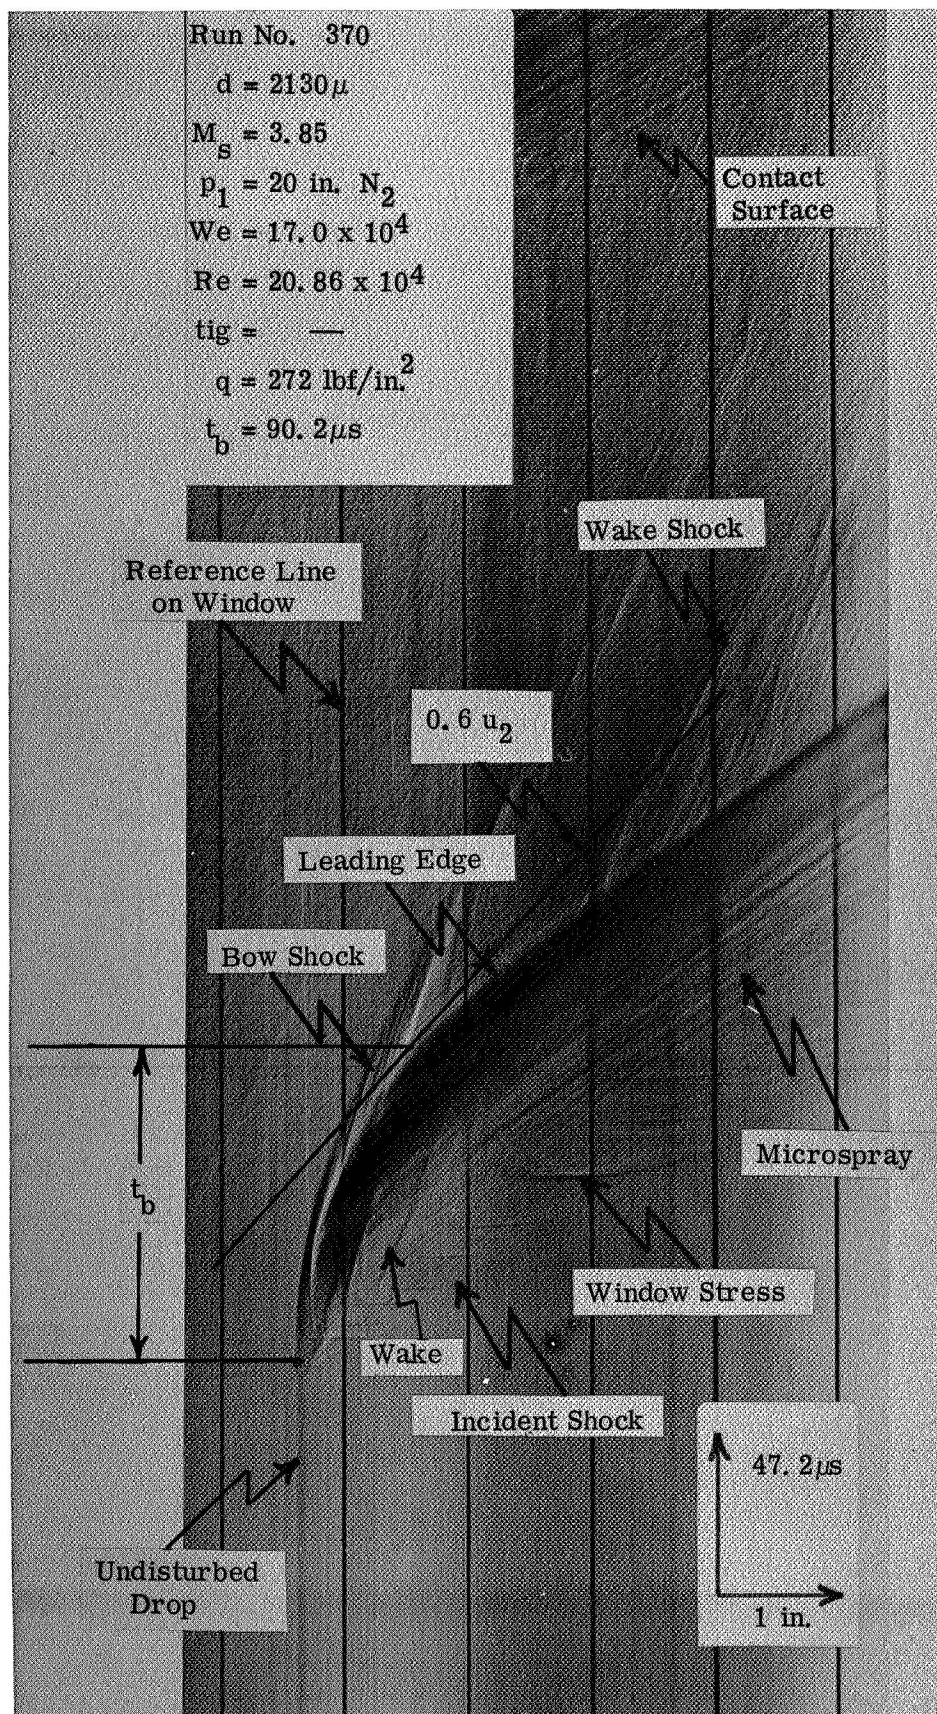 Run No. 370
d = 2130μ
M_s = 3.85
p_1 = 20 in. N_2
We = 17.0 x 10^4
Re = 20.86 x 10^4
tig = —
q = 272 lbf/in.^2
t_b = 90.2μs
Contact
Surface
Wake Shock
Reference Line
on Window
0.6 u_2
Leading Edge
Bow Shock
t_b
Microspray
Window Stress
Wake
Incident Shock
47.2μs
1 in.
Undisturbed
Drop